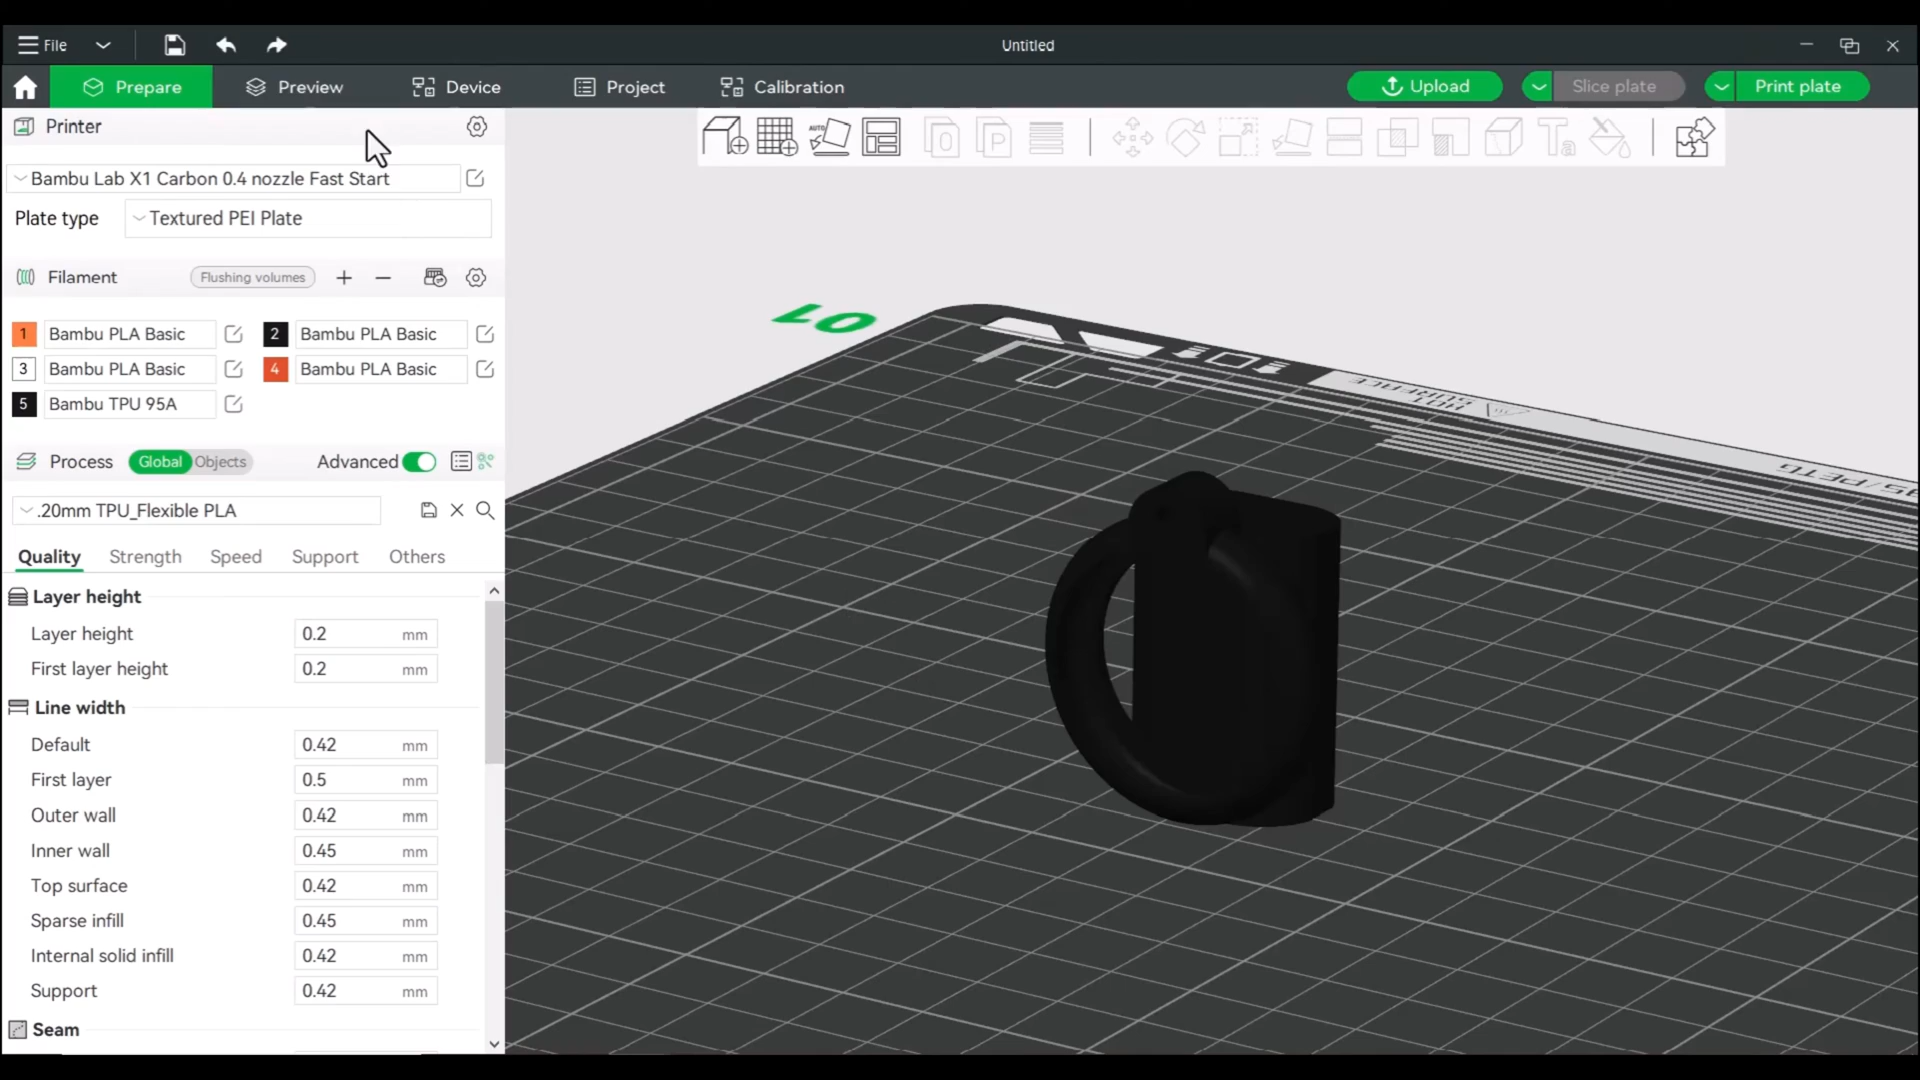 File
Untitled
Prepare
Preview
Device
Project
Calibration
Upload
Slice plate
Print plate
Printer
Bambu Lab X1 Carbon 0.4 nozzle Fast Start
Plate type
Textured PEI Plate
Filament
Flushing volumes
1 Bambu PLA Basic
2 Bambu PLA Basic
3 Bambu PLA Basic
4 Bambu PLA Basic
5 Bambu TPU 95A
Process
Global Objects
Advanced
.20mm TPU_Flexible PLA
Quality Strength Speed Support Others
Layer height
Layer height 0.2 mm
First layer height 0.2 mm
Line width
Default 0.42 mm
First layer 0.5 mm
Outer wall 0.42 mm
Inner wall 0.45 mm
Top surface 0.42 mm
Sparse infill 0.45 mm
Internal solid infill 0.42 mm
Support 0.42 mm
Seam
AUTO
O
P
Ta
01
HOT
SURFACE
/PETG